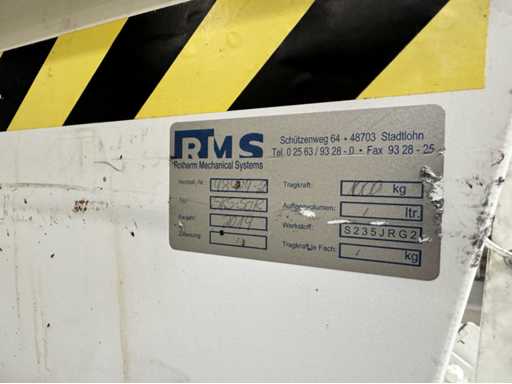 RMS
Rotherm Mechanical Systems
Schützenweg 64 • 48703 Stadtlohn
Tel. 0 25 63 / 93 28 - 0 • Fax 93 28 - 25
Tragkraft: kg
ltr.
Baujahr: 2019
Werkstoff: S235JRG2
Zulassung:
Tragkraft je Fach: kg